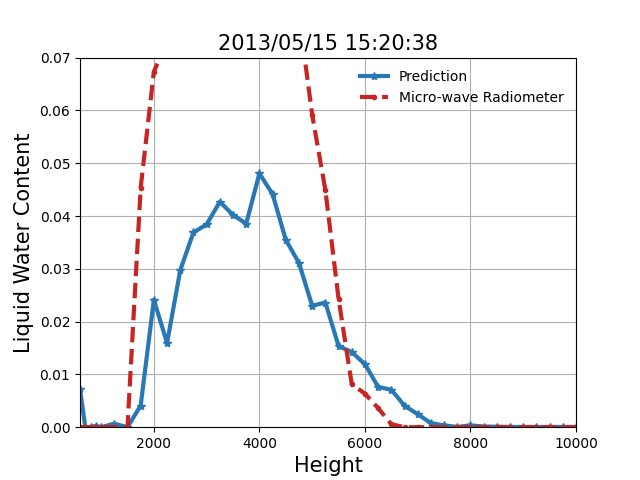 2013/05/15 15:20:38
Prediction
Micro-wave Radiometer
Liquid Water Content
0.07
0.06
0.05
0.04
0.03
0.02
0.01
0.00
2000 4000 6000 8000 10000
Height